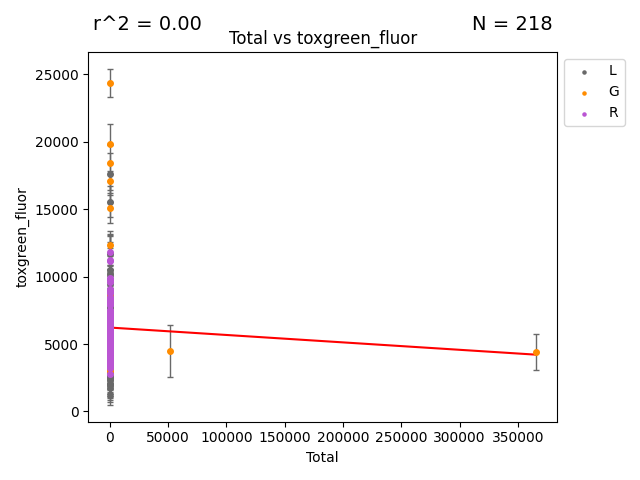 r^2 = 0.00
N = 218
Total vs toxgreen_fluor
L
G
R
25000
20000
15000
10000
5000
0
toxgreen_fluor
0
50000
100000
150000
200000
250000
300000
350000
Total